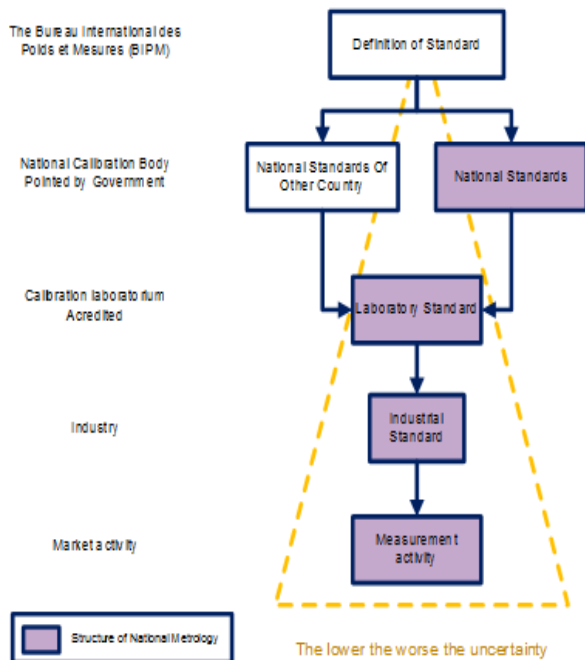 The Bureau International des
Poids et Mesures (BIPM)
Definition of Standard
National Calibration Body
Pointed by Government
National Standards Of
Other Country
National Standards
Calibration laboratorium
Acredited
Laboratory Standard
Industry
Industrial
Standard
Market activity
Measurement
activity
Structure of National Metrology
The lower the worse the uncertainty